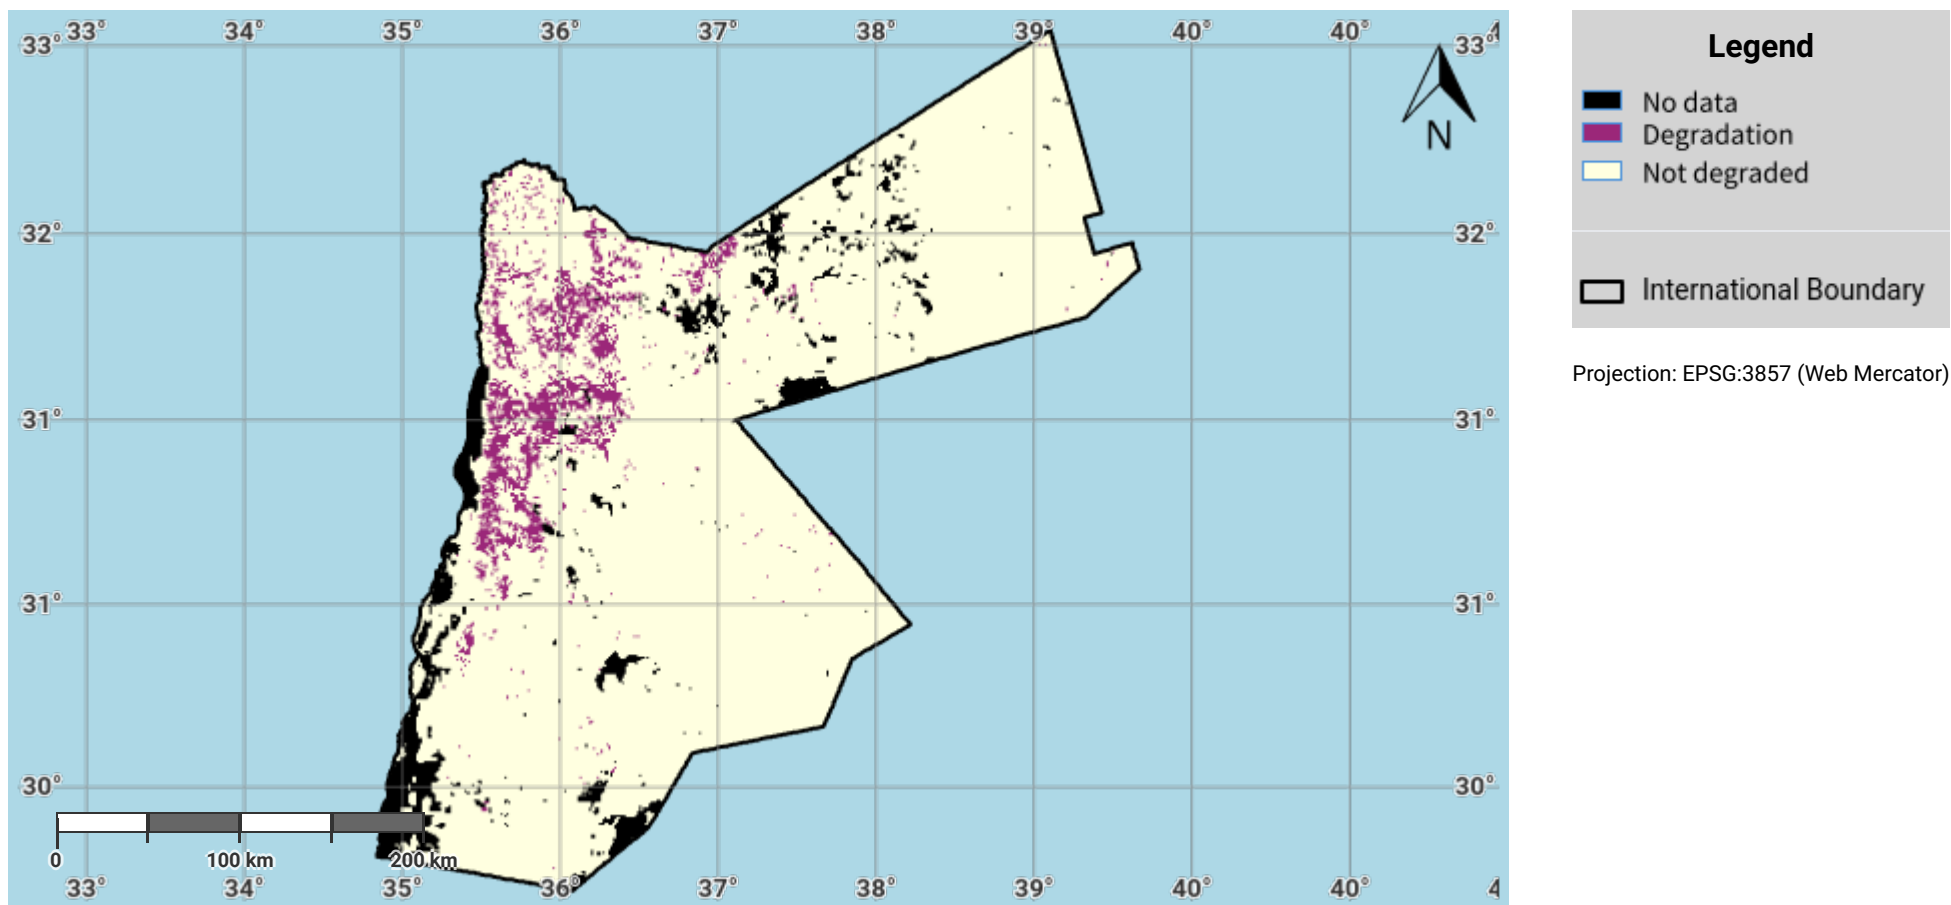 33° 34° 35° 36° 37° 38° 39° 40° 40° 4
33° 33°
32° 32°
31° 31°
31° 31°
30° 30°
N
0 100 km 200 km
33° 34° 35° 36° 37° 38° 39° 40° 40° 4
Legend
No data
Degradation
Not degraded
International Boundary
Projection: EPSG:3857 (Web Mercator)